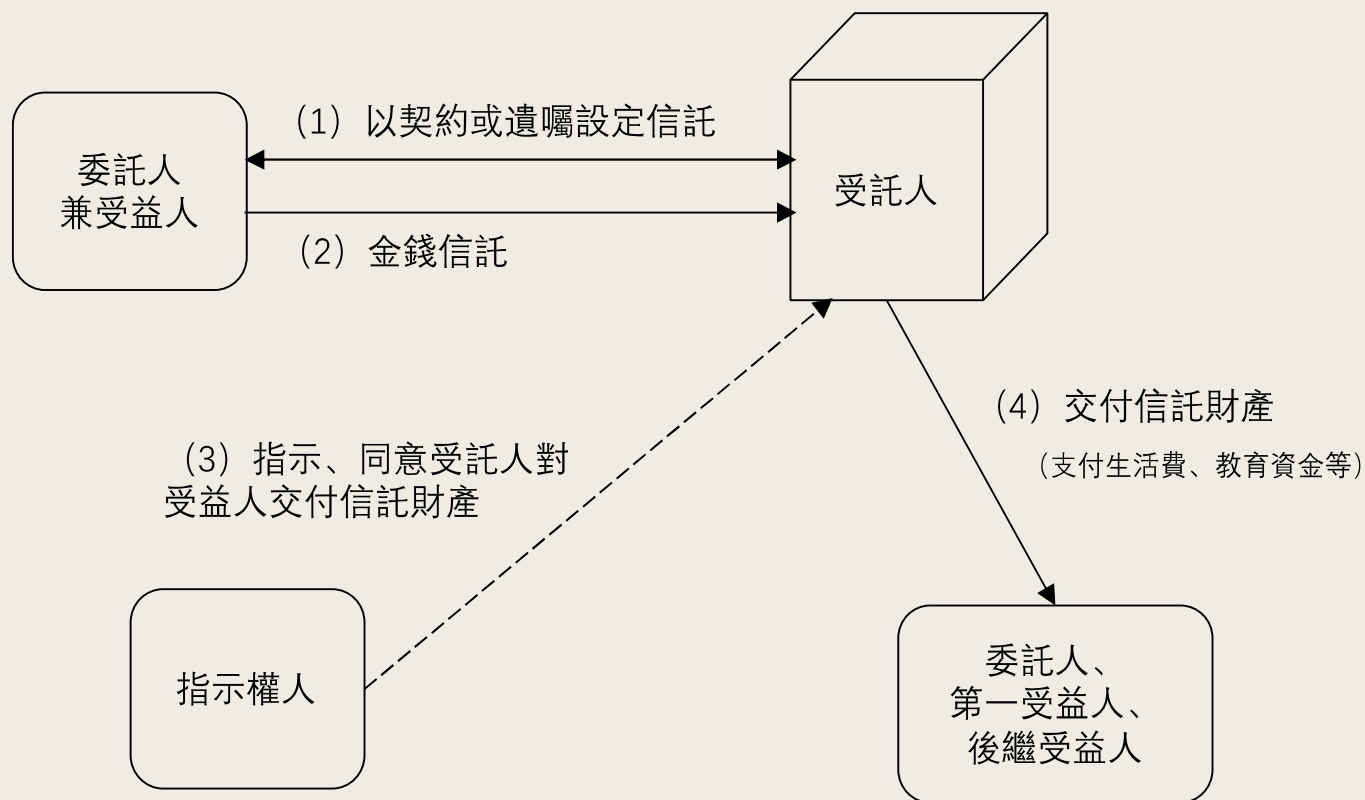 (1) 以契約或遺囑設定信託
委託人
兼受益人
受託人
(2) 金錢信託
(4) 交付信託財產
(支付生活費、教育資金等)
(3) 指示、同意受託人對
受益人交付信託財產
指示權人
委託人、
第一受益人、
後繼受益人